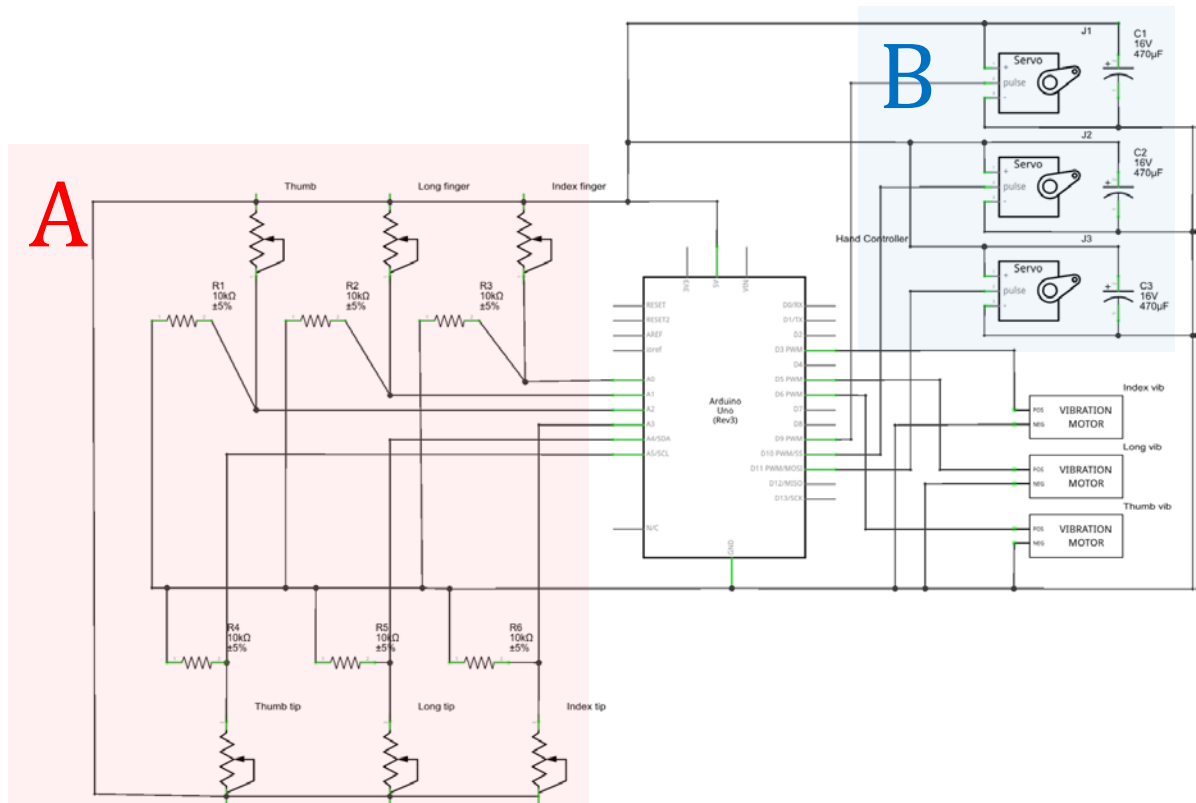 A
B
J1
C1
16V
470µF
Servo
+
pulse
-
J2
C2
16V
470µF
Servo
+
pulse
-
J3
C3
16V
470µF
Servo
+
pulse
-
Thumb
Long finger
Index finger
R1
10kΩ
±5%
R2
10kΩ
±5%
R3
10kΩ
±5%
Hand Controller
3V3
5V
VIN
RESET
RESET2
AREF
ioref
A0
A1
A2
A3
A4/SDA
A5/SCL
N/C
Arduino
Uno
(Rev3)
D0/RX
D1/TX
D2
D3 PWM
D4
D5 PWM
D6 PWM
D7
D8
D9 PWM
D10 PWM/SS
D11 PWM/MOSI
D12/MISO
D13/SCK
GND
Index vib
POS
NEG
VIBRATION
MOTOR
Long vib
POS
NEG
VIBRATION
MOTOR
Thumb vib
POS
NEG
VIBRATION
MOTOR
R4
10kΩ
±5%
R5
10kΩ
±5%
R6
10kΩ
±5%
Thumb tip
Long tip
Index tip